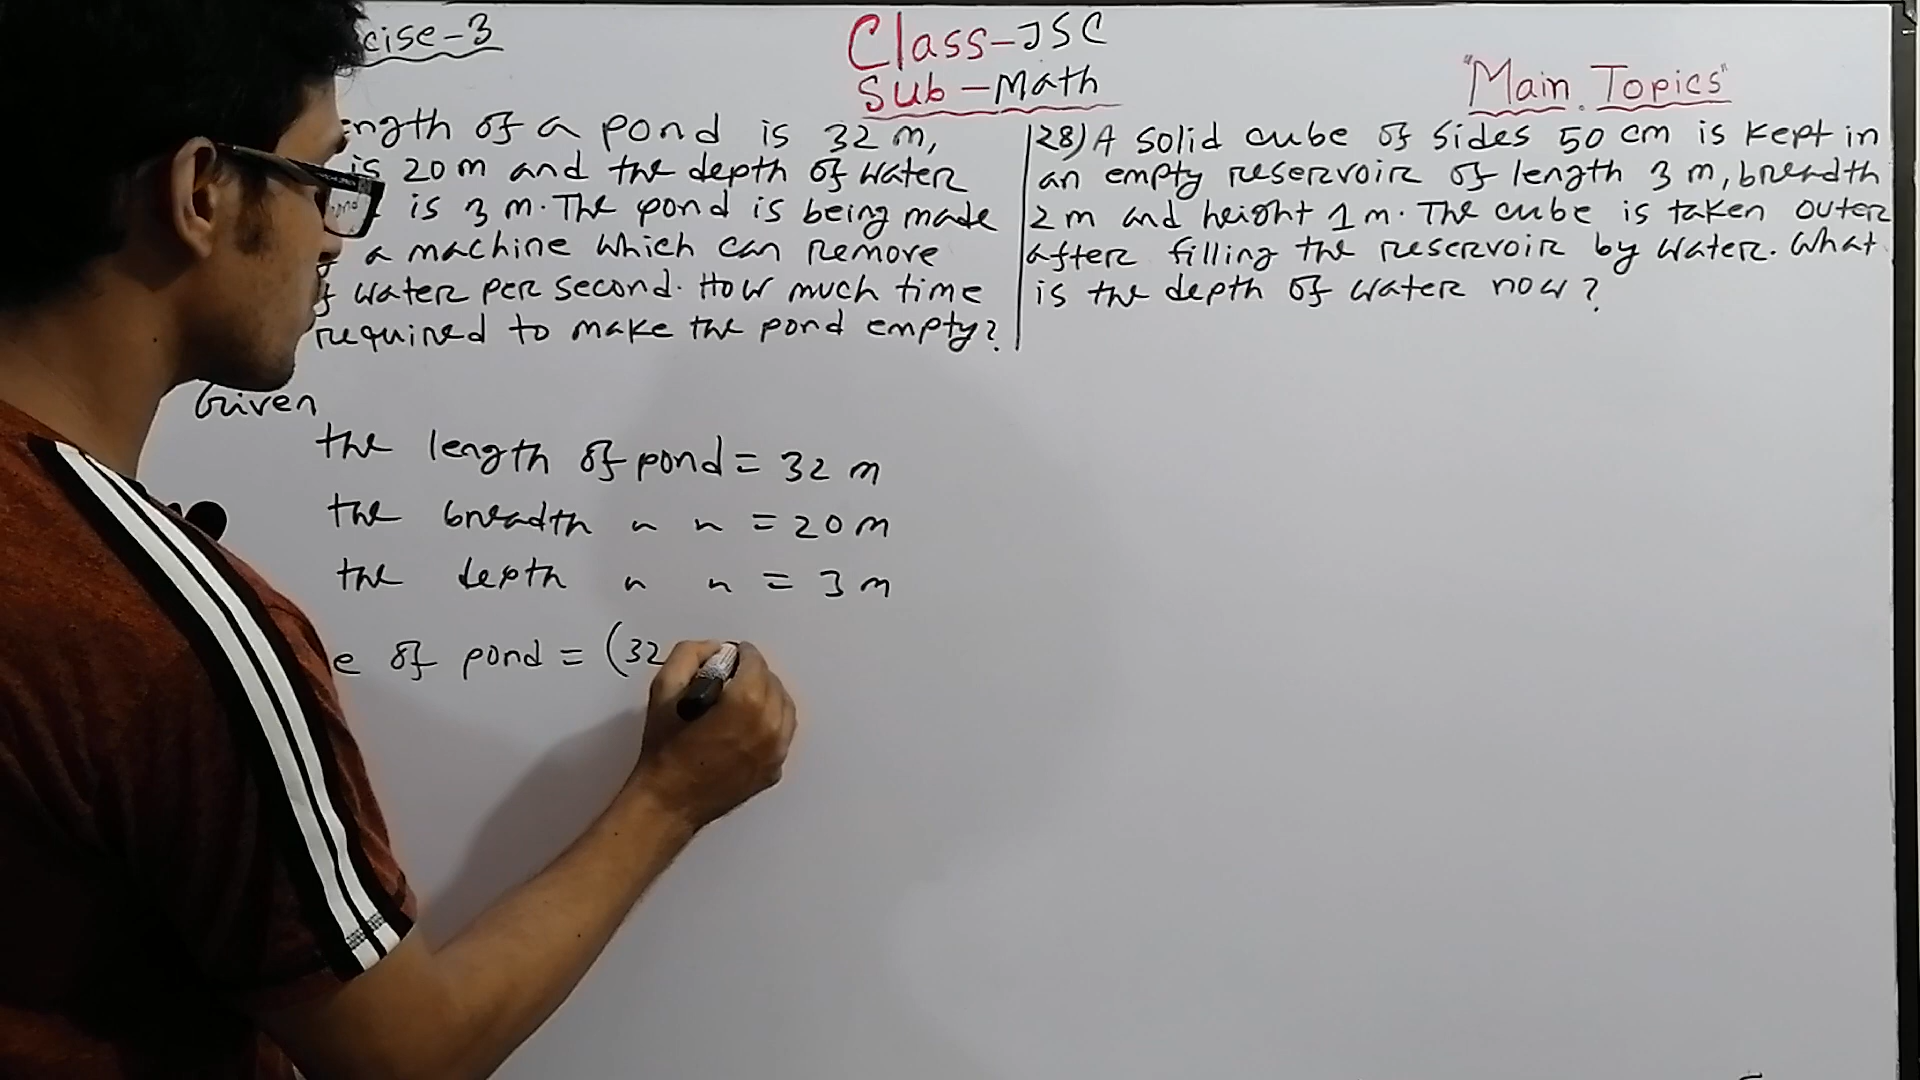 cise-3
Class-JSC
Sub-Math
"Main Topics"
ength of a pond is 32 m,
is 20 m and the depth of water
is 3 m. The pond is being made
a machine which can remove
water per second. How much time
required to make the pond empty?
28) A solid cube of sides 50 cm is kept in
an empty reservoir of length 3 m, breadth
2 m and height 1 m. The cube is taken outer
after filling the reservoir by water. What
is the depth of water now?
Given
the length of pond = 32 m
the breadth " " = 20 m
the depth " " = 3 m
e of pond = (32